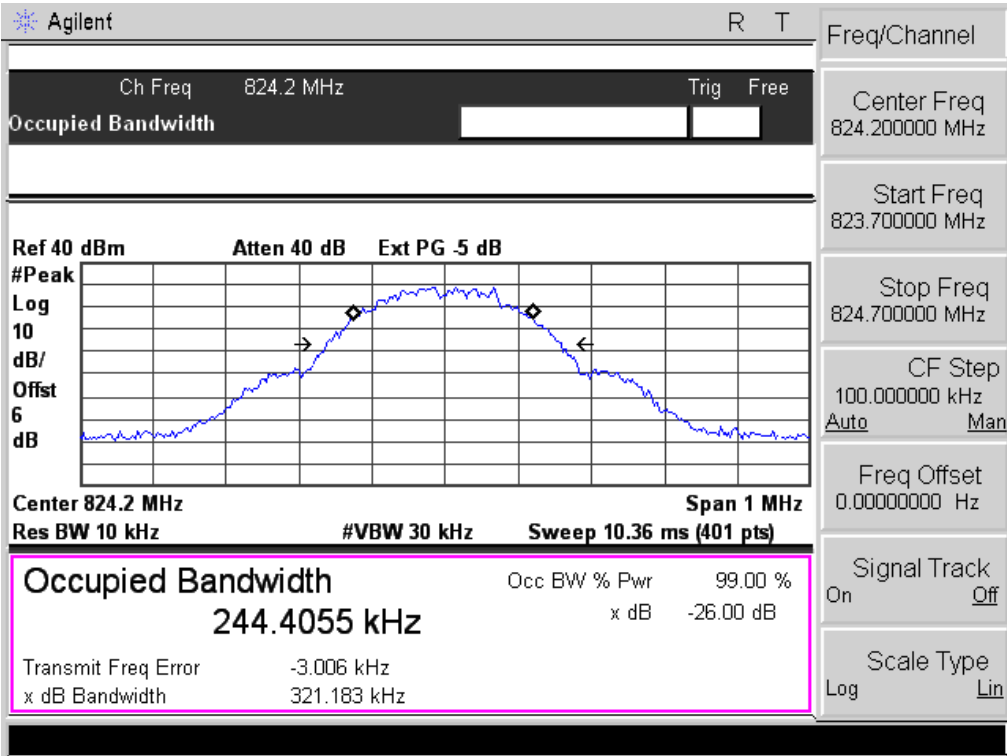 Agilent R T
Ch Freq 824.2 MHz Trig Free
Occupied Bandwidth
Ref 40 dBm Atten 40 dB Ext PG -5 dB
#Peak
Log
10
dB/
Offst
6
dB
Center 824.2 MHz Span 1 MHz
Res BW 10 kHz #VBW 30 kHz Sweep 10.36 ms (401 pts)
Occupied Bandwidth
244.4055 kHz
Occ BW % Pwr 99.00 %
x dB -26.00 dB
Transmit Freq Error -3.006 kHz
x dB Bandwidth 321.183 kHz
Freq/Channel
Center Freq
824.200000 MHz
Start Freq
823.700000 MHz
Stop Freq
824.700000 MHz
CF Step
100.000000 kHz
Auto Man
Freq Offset
0.00000000 Hz
Signal Track
On Off
Scale Type
Log Lin